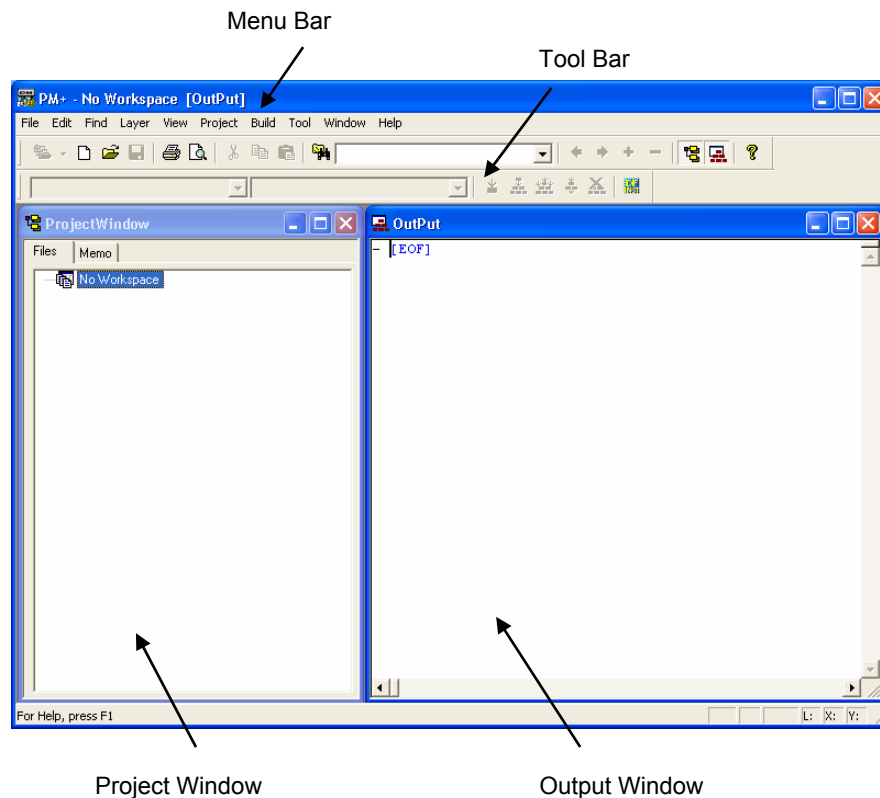 Menu Bar
Tool Bar
PM+ - No Workspace [OutPut]
File Edit Find Layer View Project Build Tool Window Help
ProjectWindow
OutPut
Files Memo
[EOF]
No Workspace
For Help, press F1
L: X: Y:
Project Window
Output Window